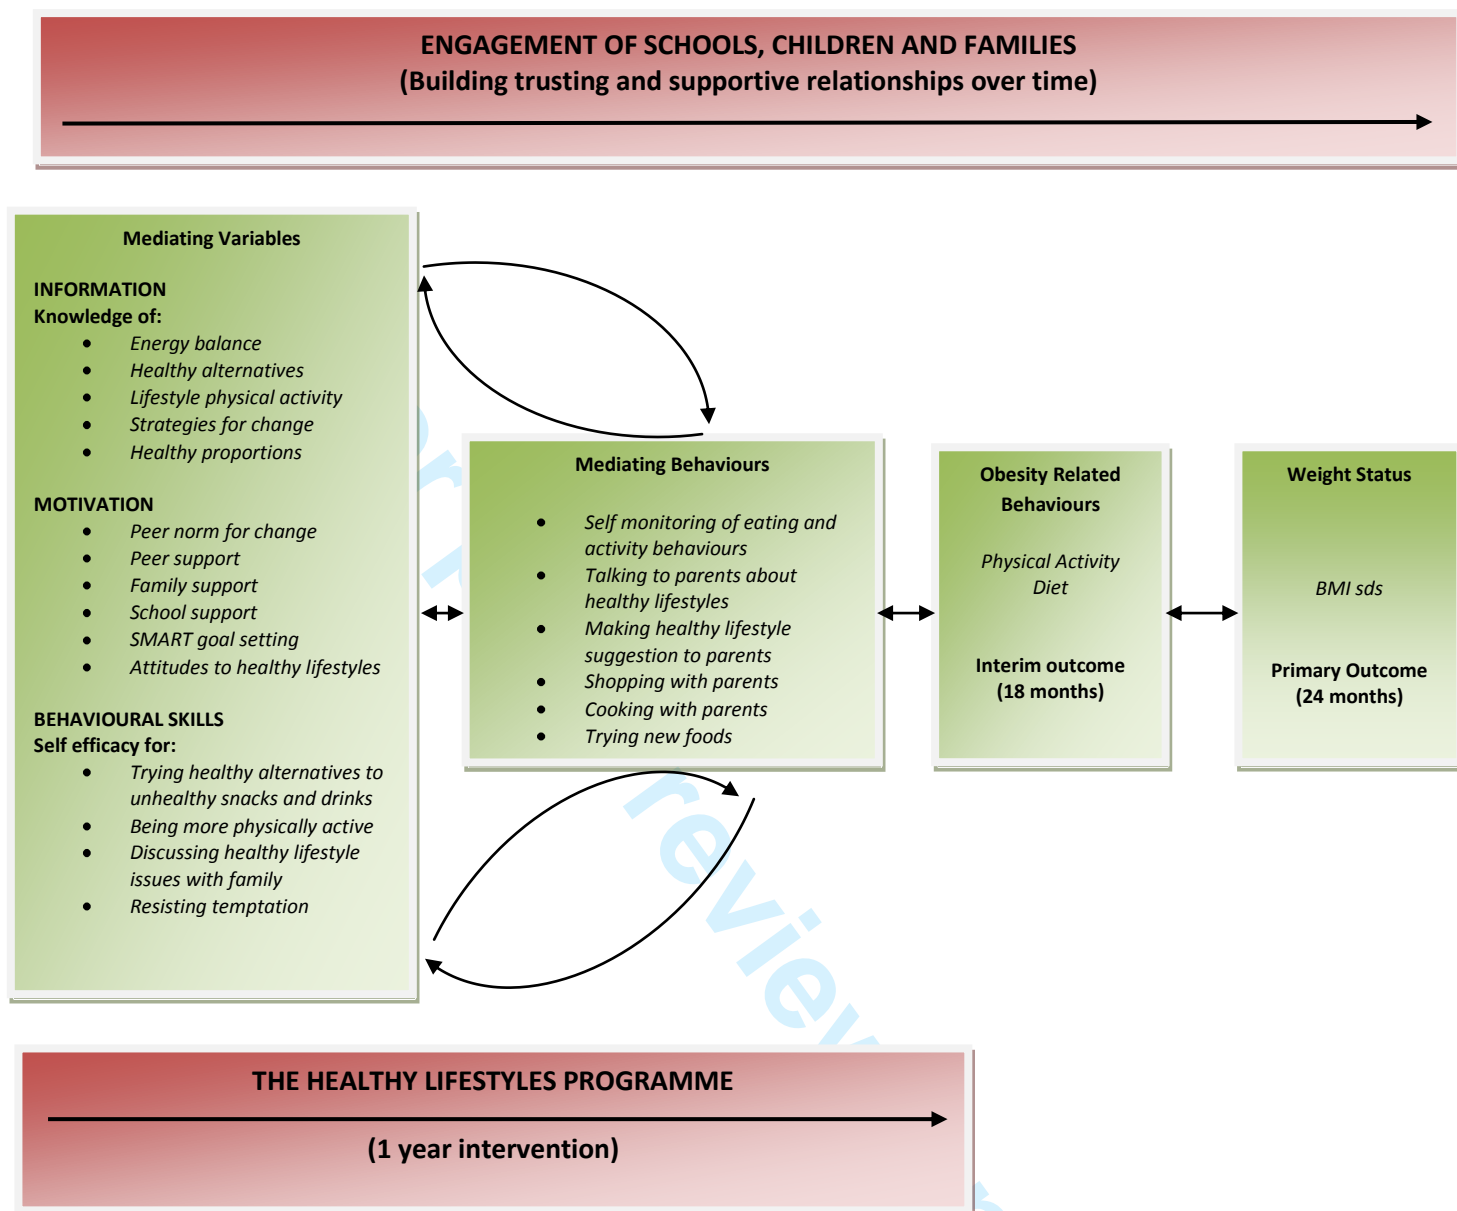 ENGAGEMENT OF SCHOOLS, CHILDREN AND FAMILIES
(Building trusting and supportive relationships over time)
Mediating Variables
INFORMATION
Knowledge of:
• Energy balance
• Healthy alternatives
• Lifestyle physical activity
• Strategies for change
• Healthy proportions
MOTIVATION
• Peer norm for change
• Peer support
• Family support
• School support
• SMART goal setting
• Attitudes to healthy lifestyles
BEHAVIOURAL SKILLS
Self efficacy for:
• Trying healthy alternatives to
unhealthy snacks and drinks
• Being more physically active
• Discussing healthy lifestyle
issues with family
• Resisting temptation
Mediating Behaviours
• Self monitoring of eating and
activity behaviours
• Talking to parents about
healthy lifestyles
• Making healthy lifestyle
suggestion to parents
• Shopping with parents
• Cooking with parents
• Trying new foods
Obesity Related
Behaviours
Physical Activity
Diet
Interim outcome
(18 months)
Weight Status
BMI sds
Primary Outcome
(24 months)
THE HEALTHY LIFESTYLES PROGRAMME
(1 year intervention)
review